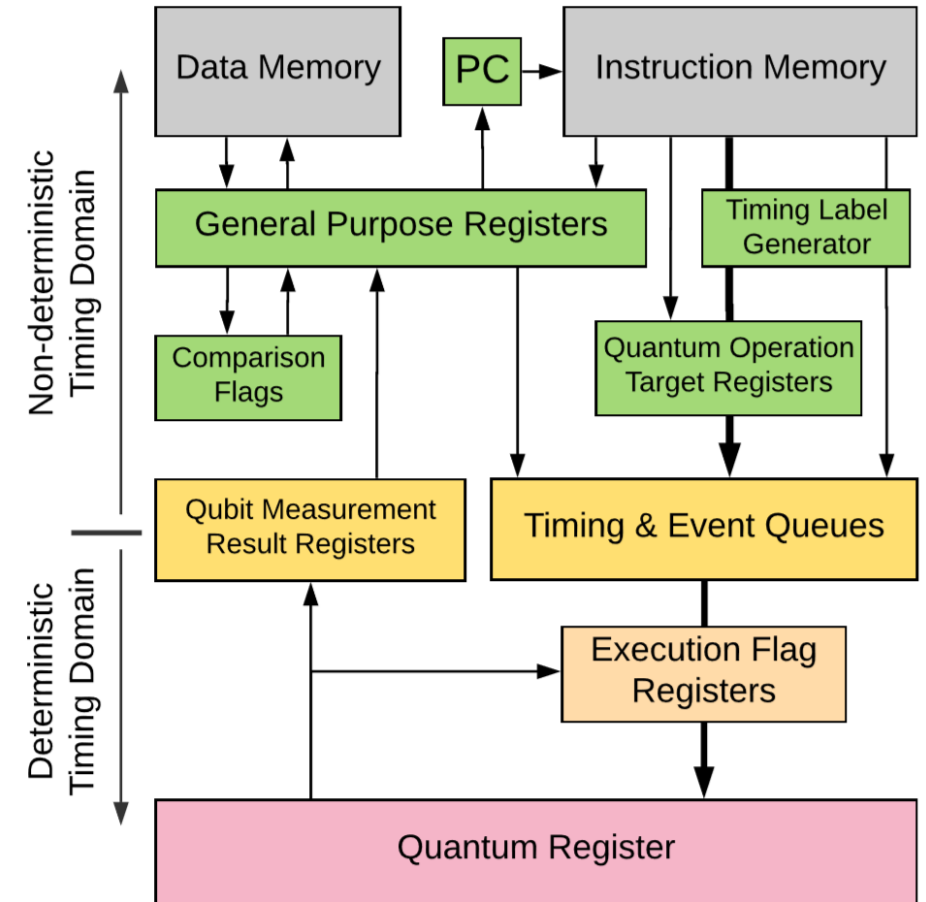 Data Memory
PC
Instruction Memory
General Purpose Registers
Timing Label
Generator
Non-deterministic
Timing Domain
Comparison
Flags
Quantum Operation
Target Registers
Qubit Measurement
Result Registers
Timing & Event Queues
Deterministic
Timing Domain
Execution Flag
Registers
Quantum Register